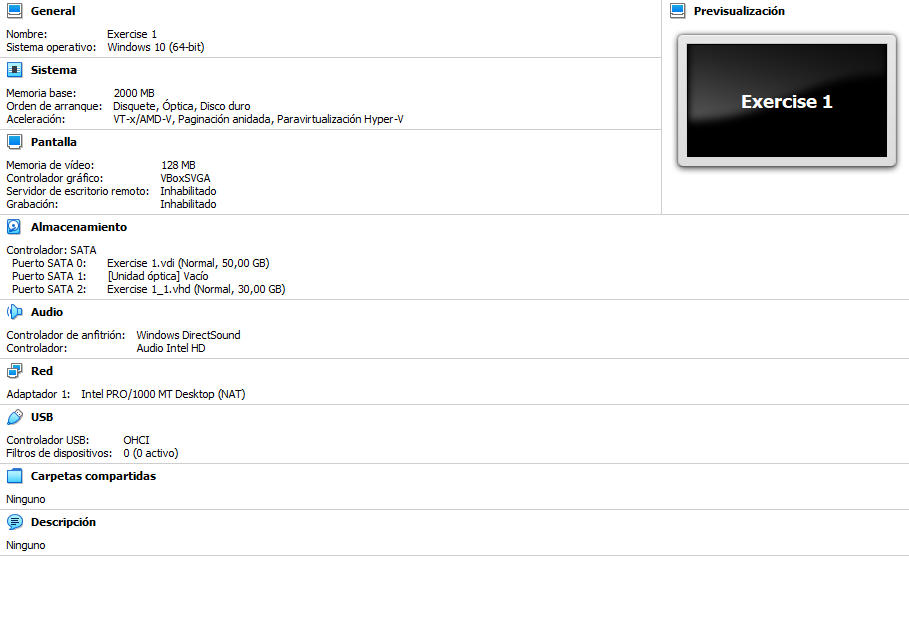 General
Nombre: Exercise 1
Sistema operativo: Windows 10 (64-bit)
Sistema
Memoria base: 2000 MB
Orden de arranque: Disquete, Óptica, Disco duro
Aceleración: VT-x/AMD-V, Paginación anidada, Paravirtualización Hyper-V
Pantalla
Memoria de vídeo: 128 MB
Controlador gráfico: VBoxSVGA
Servidor de escritorio remoto: Inhabilitado
Grabación: Inhabilitado
Previsualización
Exercise 1
Almacenamiento
Controlador: SATA
Puerto SATA 0: Exercise 1.vdi (Normal, 50,00 GB)
Puerto SATA 1: [Unidad óptica] Vacío
Puerto SATA 2: Exercise 1_1.vhd (Normal, 30,00 GB)
Audio
Controlador de anfitrión: Windows DirectSound
Controlador: Audio Intel HD
Red
Adaptador 1: Intel PRO/1000 MT Desktop (NAT)
USB
Controlador USB: OHCI
Filtros de dispositivos: 0 (0 activo)
Carpetas compartidas
Ninguno
Descripción
Ninguno